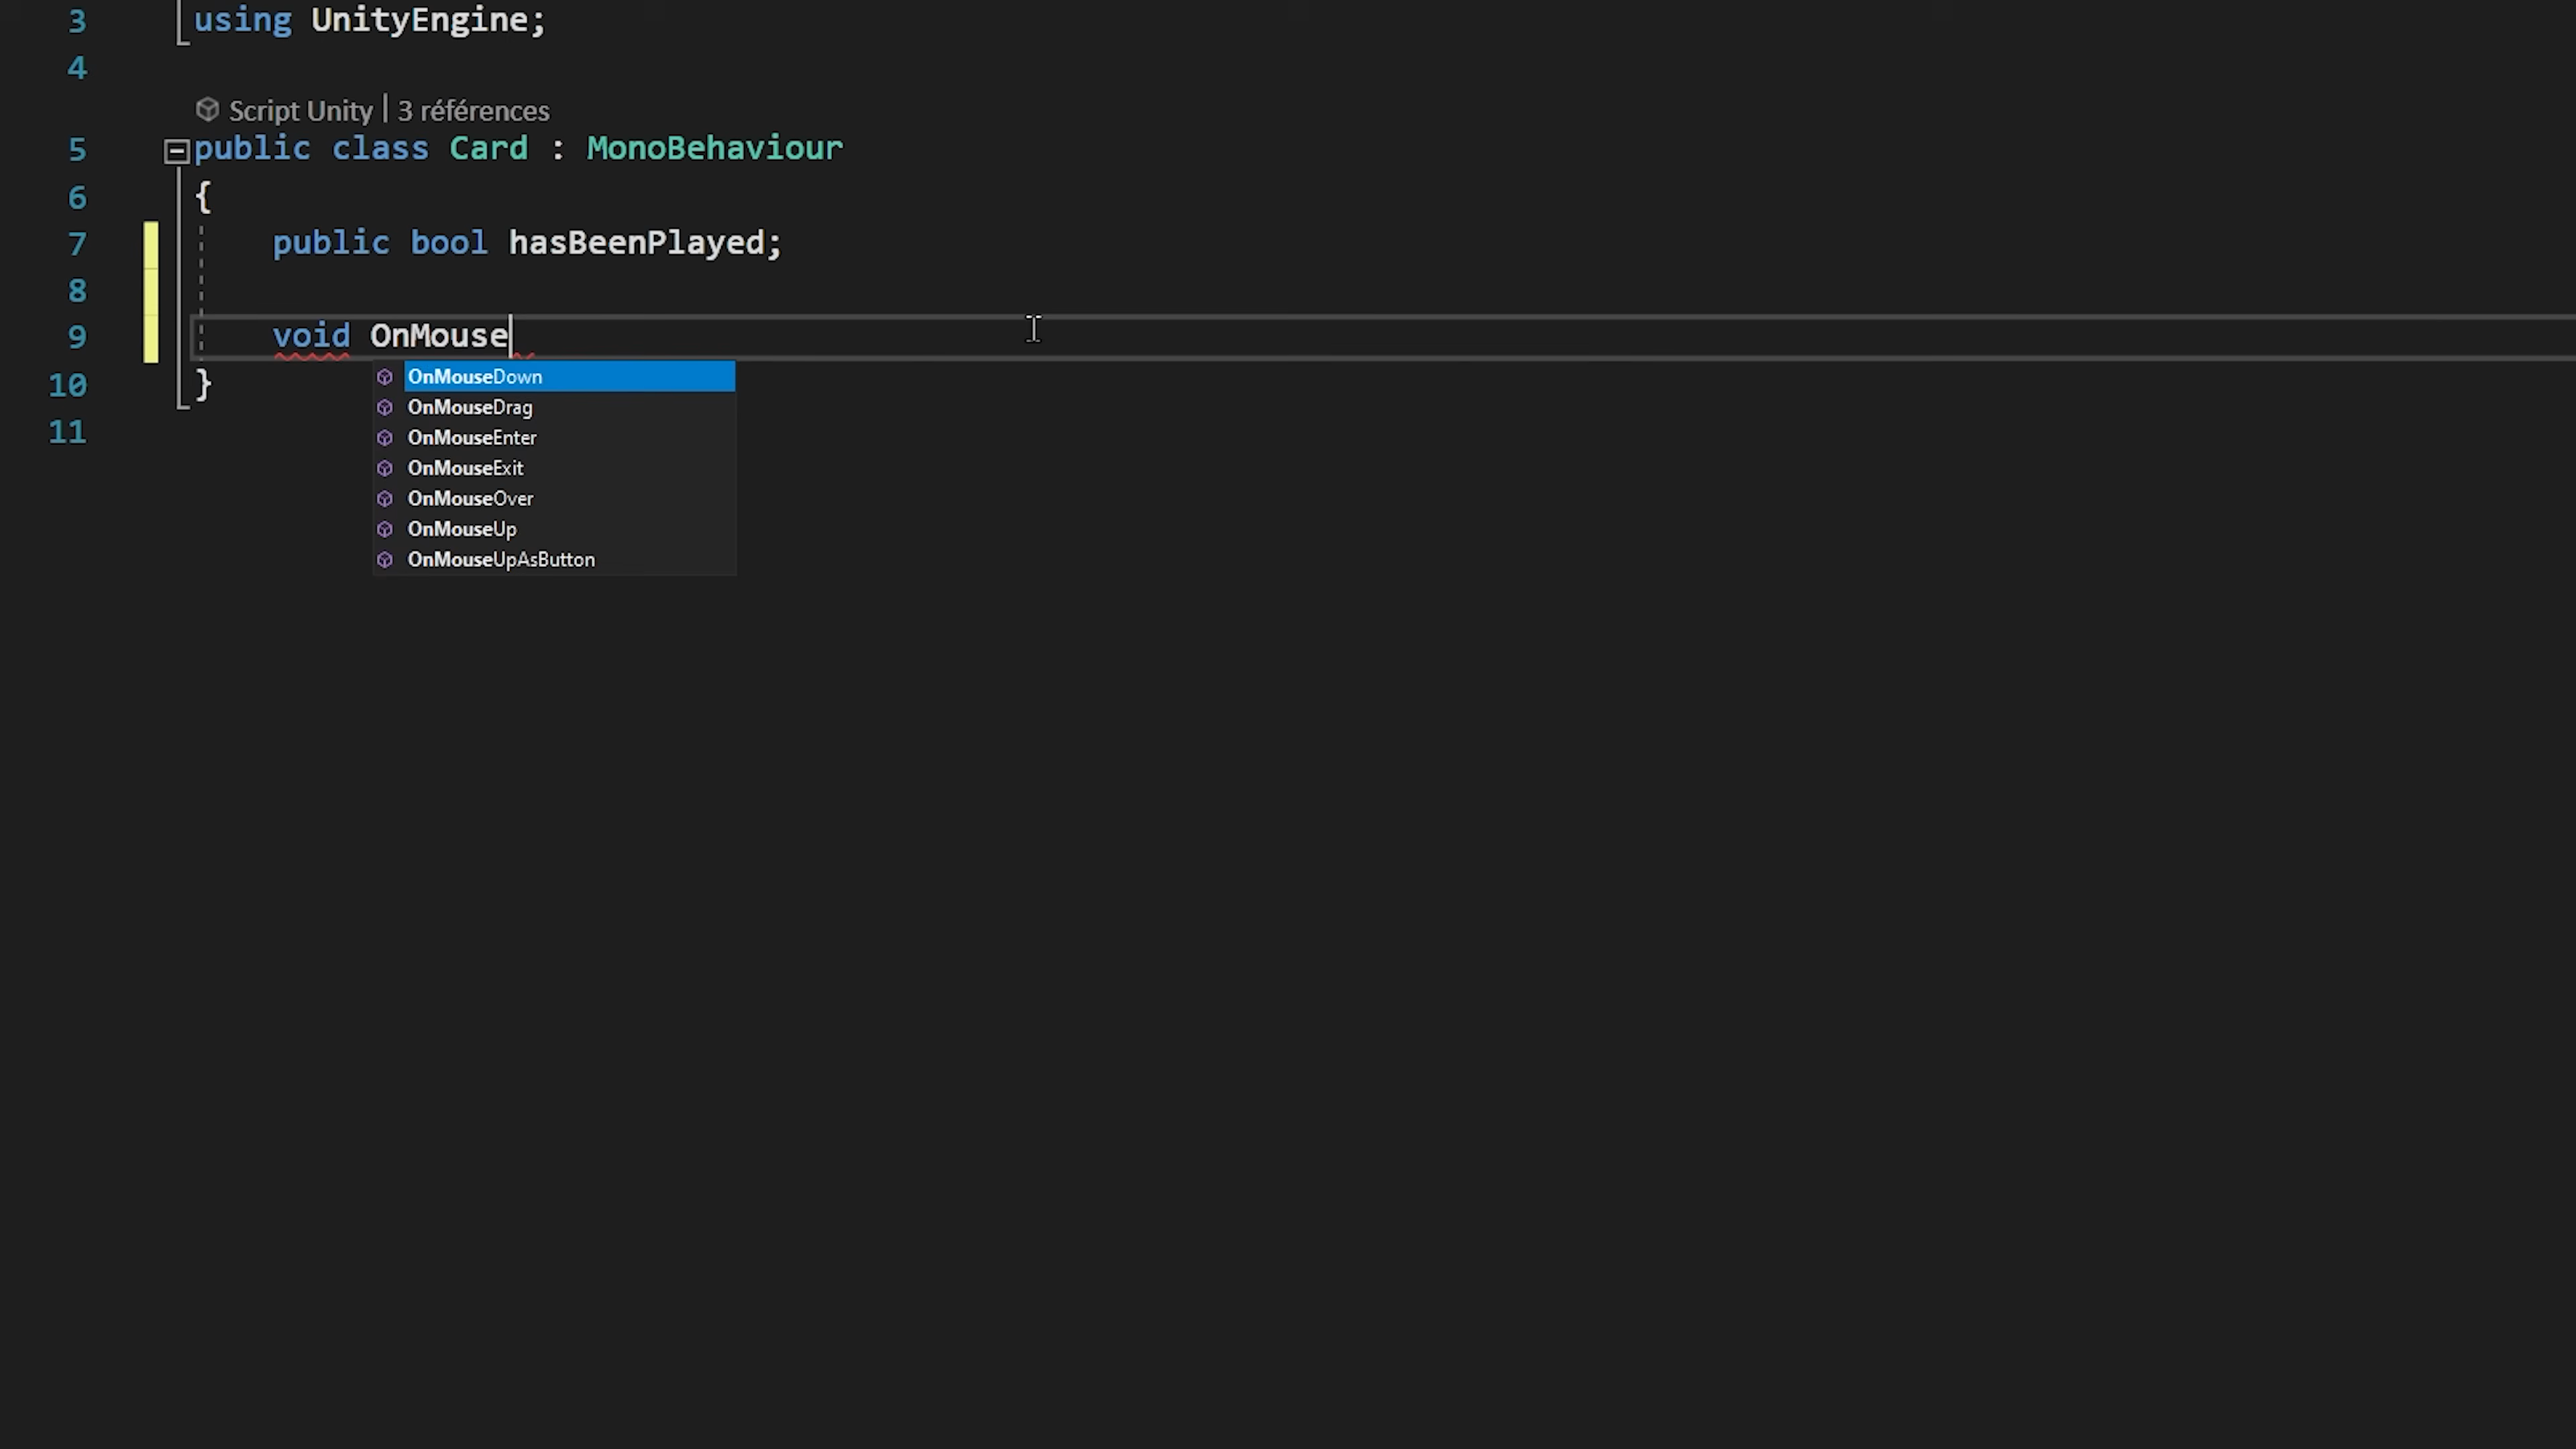 3 using UnityEngine;
4
Script Unity | 3 références
5 public class Card : MonoBehaviour
6 {
7 public bool hasBeenPlayed;
8
9 void OnMouse
OnMouseDown
10 }
OnMouseDrag
11
OnMouseEnter
OnMouseExit
OnMouseOver
OnMouseUp
OnMouseUpAsButton